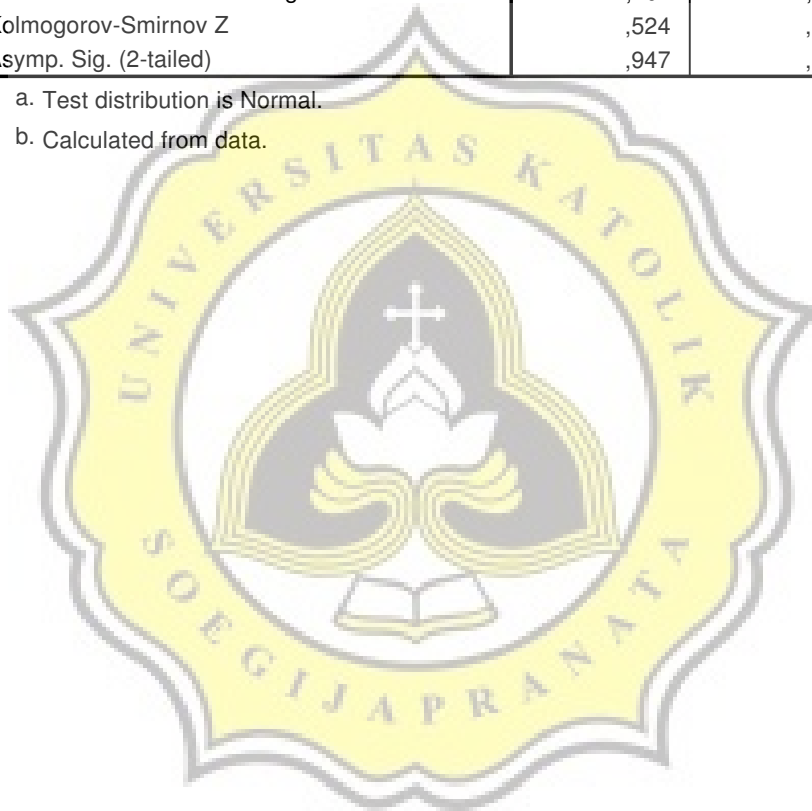 Kolmogorov-Smirnov Z ,524 ,
Asymp. Sig. (2-tailed) ,947 ,
a. Test distribution is Normal.
b. Calculated from data.
UNIVERSITAS KATOLIK
SOEGIJAPRANATA